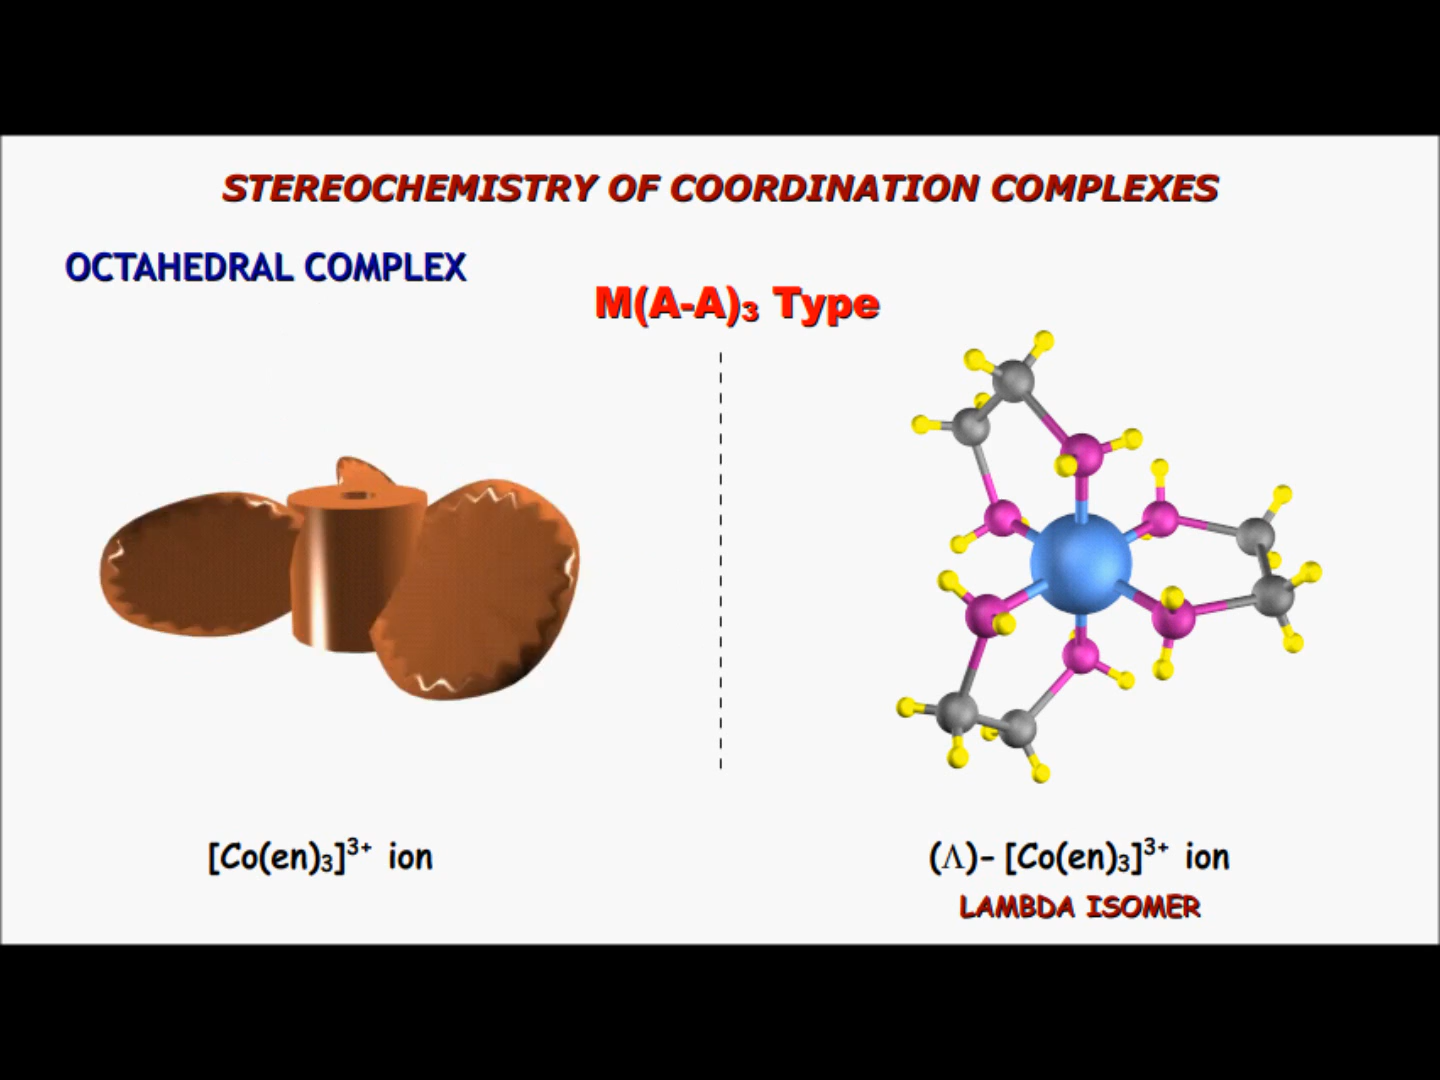 STEREOCHEMISTRY OF COORDINATION COMPLEXES
OCTAHEDRAL COMPLEX
M(A-A)₃ Type
[Co(en)₃]³⁺ ion
(Λ)- [Co(en)₃]³⁺ ion
LAMBDA ISOMER